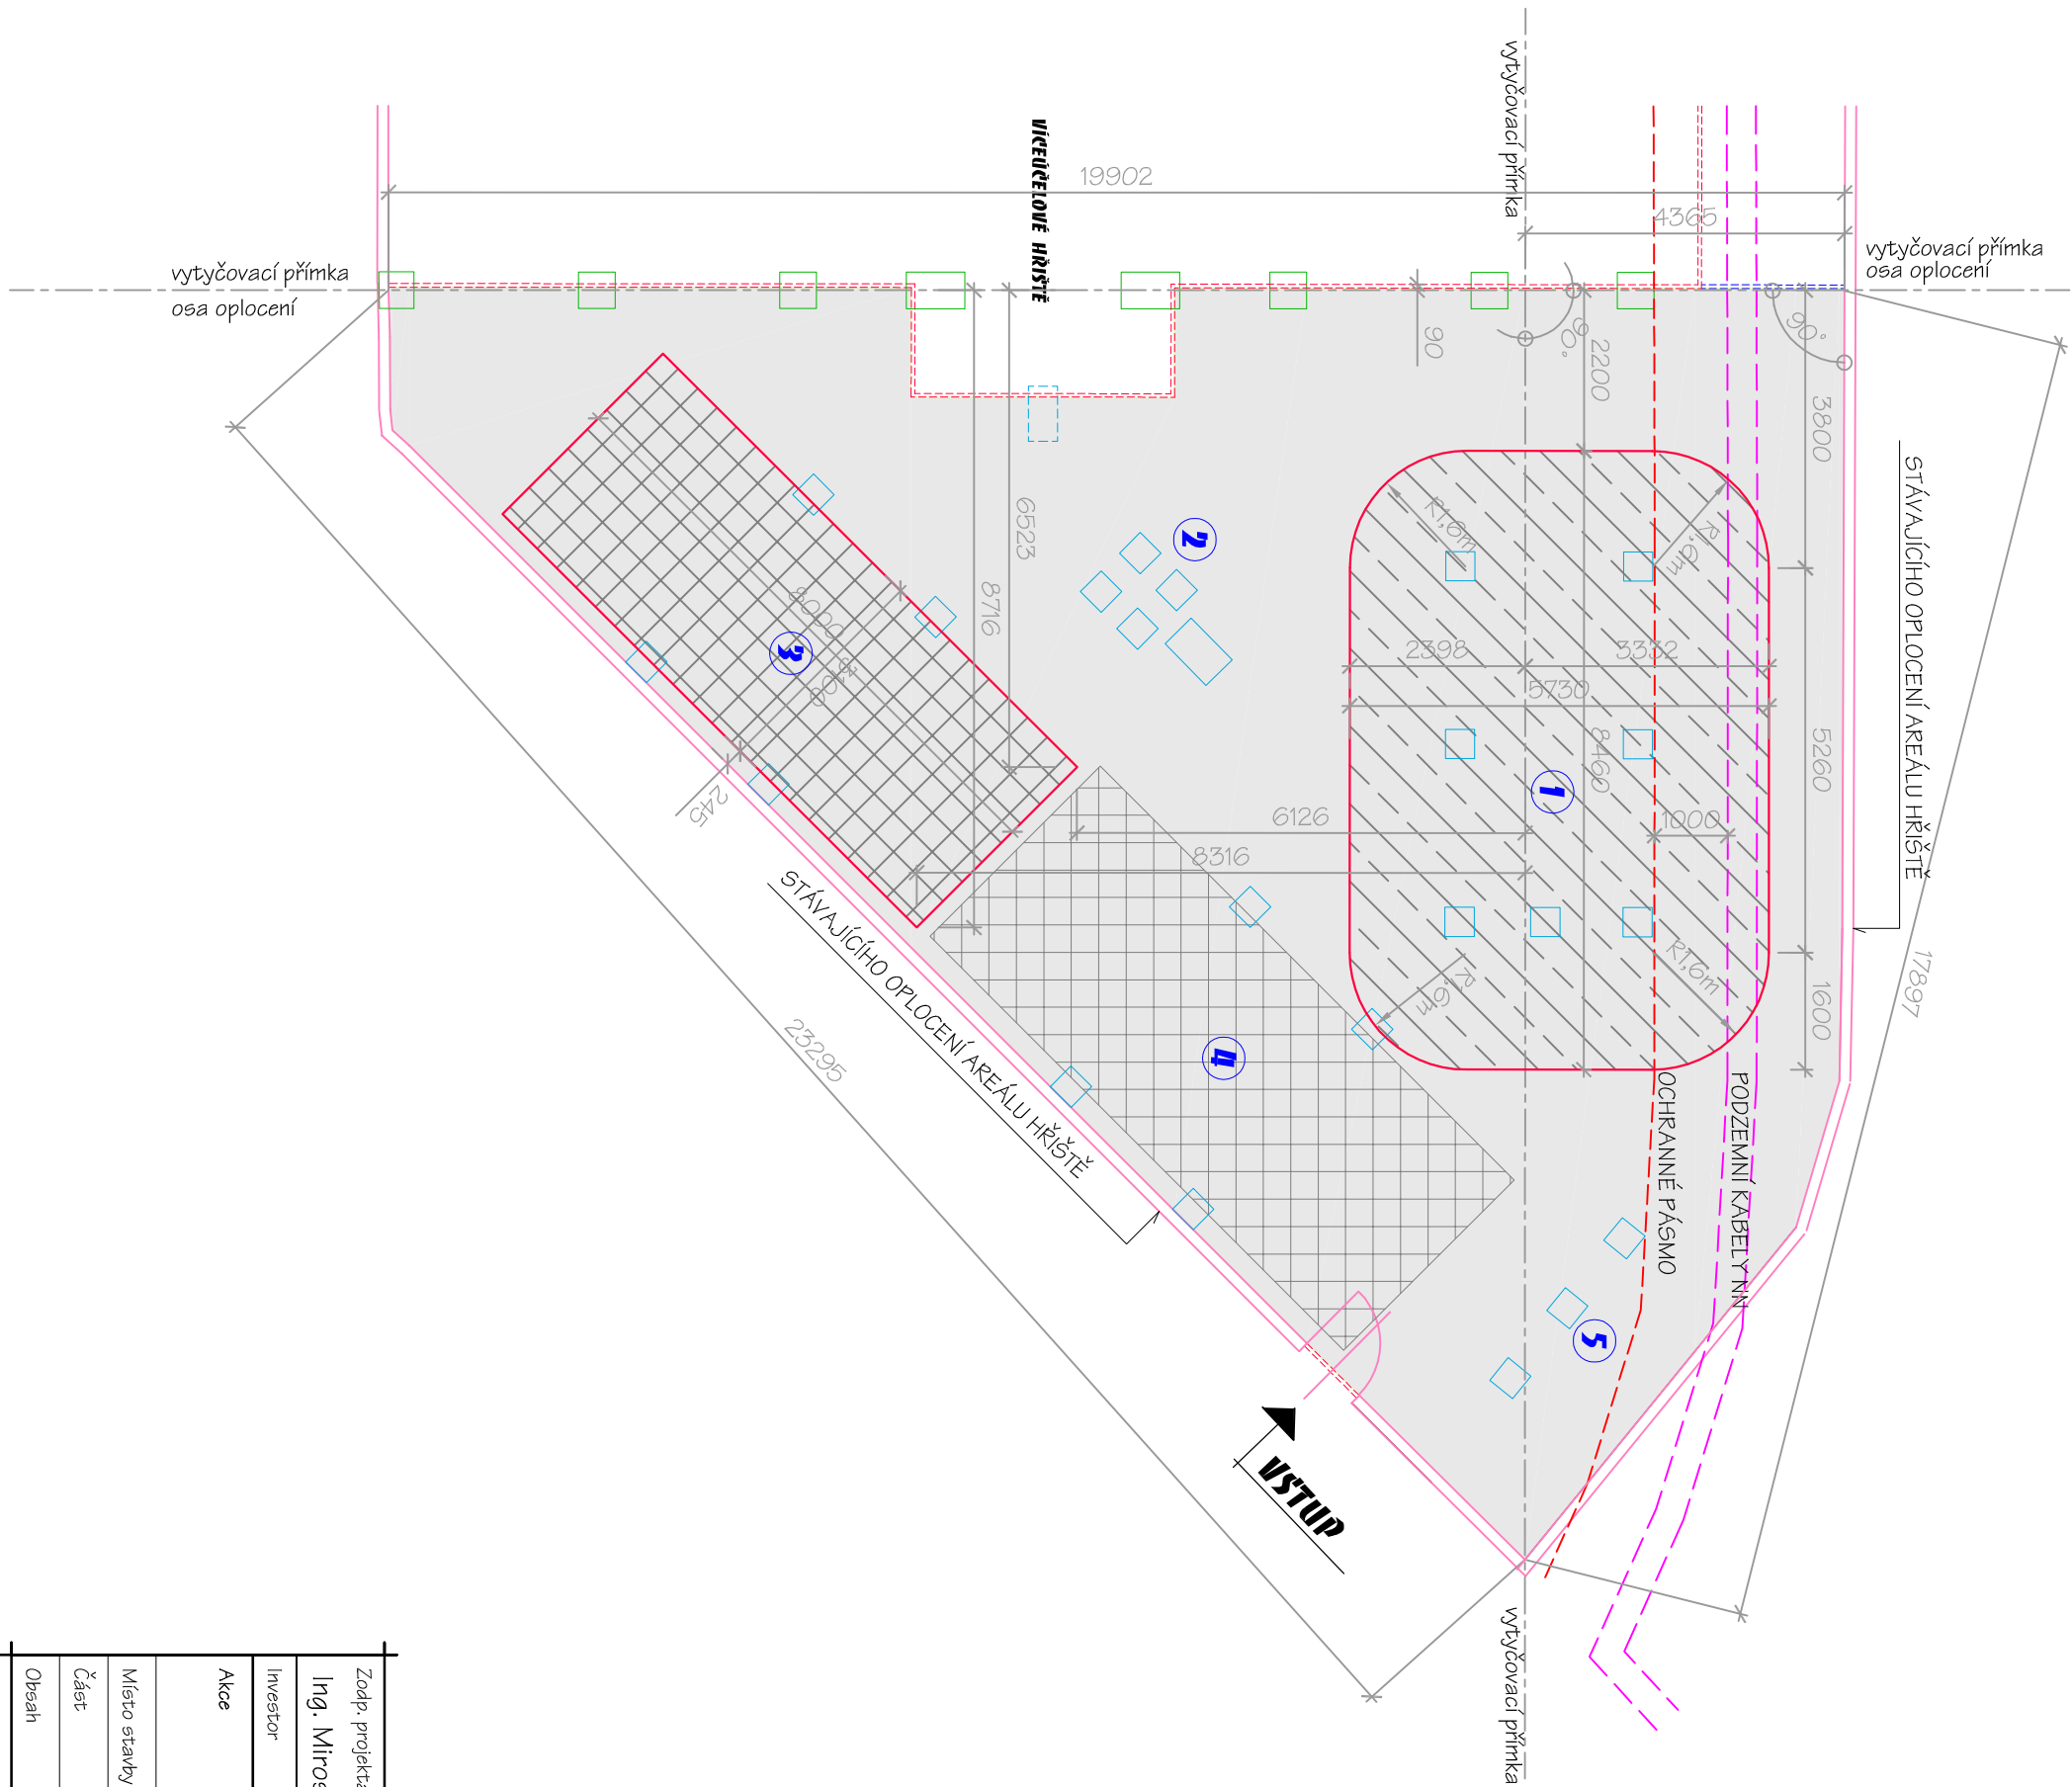 vytyčovací přímka
VÍCEÚČELOVÉ HŘIŠTĚ
19902
4365
vytyčovací přímka
osa oplocení
vytyčovací přímka
osa oplocení
90
90°
90°
2200
3800
STÁVAJÍCÍHO OPLOCENÍ AREÁLU HŘIŠTĚ
R1,6m
R1,6m
6523
2
8716
8000
3
2398
3332
5730
5260
8460
1
1000
245
6126
8316
STÁVAJÍCÍHO OPLOCENÍ AREÁLU HŘIŠTĚ
R1,6m
R1,6m
1600
17897
23295
4
OCHRANNÉ PÁSMO
PODZEMNÍ KABELY NN
5
VSTUP
vytyčovací přímka
Zodp.
Ing.
Investor
Akce
Místo stavby
Část
Obsah